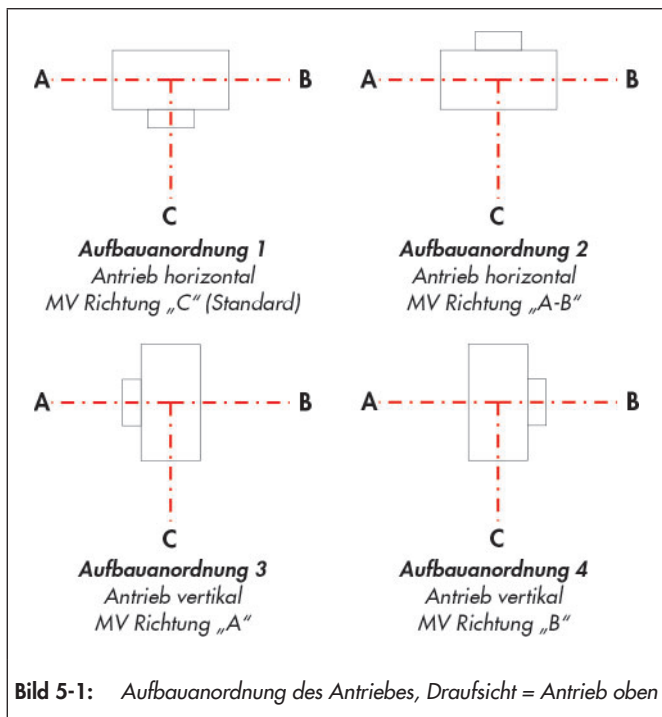 A B
C
Aufbauanordnung 1
Antrieb horizontal
MV Richtung „C“ (Standard)
A B
C
Aufbauanordnung 2
Antrieb horizontal
MV Richtung „A-B“
A B
C
Aufbauanordnung 3
Antrieb vertikal
MV Richtung „A“
A B
C
Aufbauanordnung 4
Antrieb vertikal
MV Richtung „B“
Bild 5-1: Aufbauanordnung des Antriebes, Draufsicht = Antrieb oben